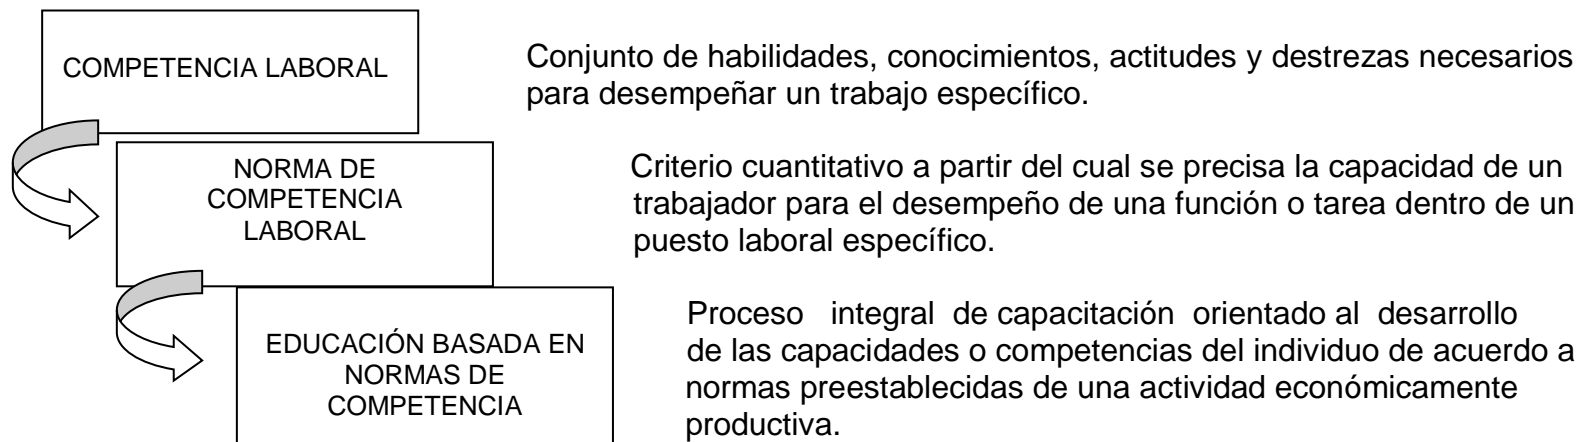 COMPETENCIA LABORAL
Conjunto de habilidades, conocimientos, actitudes y destrezas necesarios
para desempeñar un trabajo específico.
NORMA DE
COMPETENCIA
LABORAL
Criterio cuantitativo a partir del cual se precisa la capacidad de un
trabajador para el desempeño de una función o tarea dentro de un
puesto laboral específico.
EDUCACIÓN BASADA EN
NORMAS DE
COMPETENCIA
Proceso integral de capacitación orientado al desarrollo
de las capacidades o competencias del individuo de acuerdo a
normas preestablecidas de una actividad económicamente
productiva.